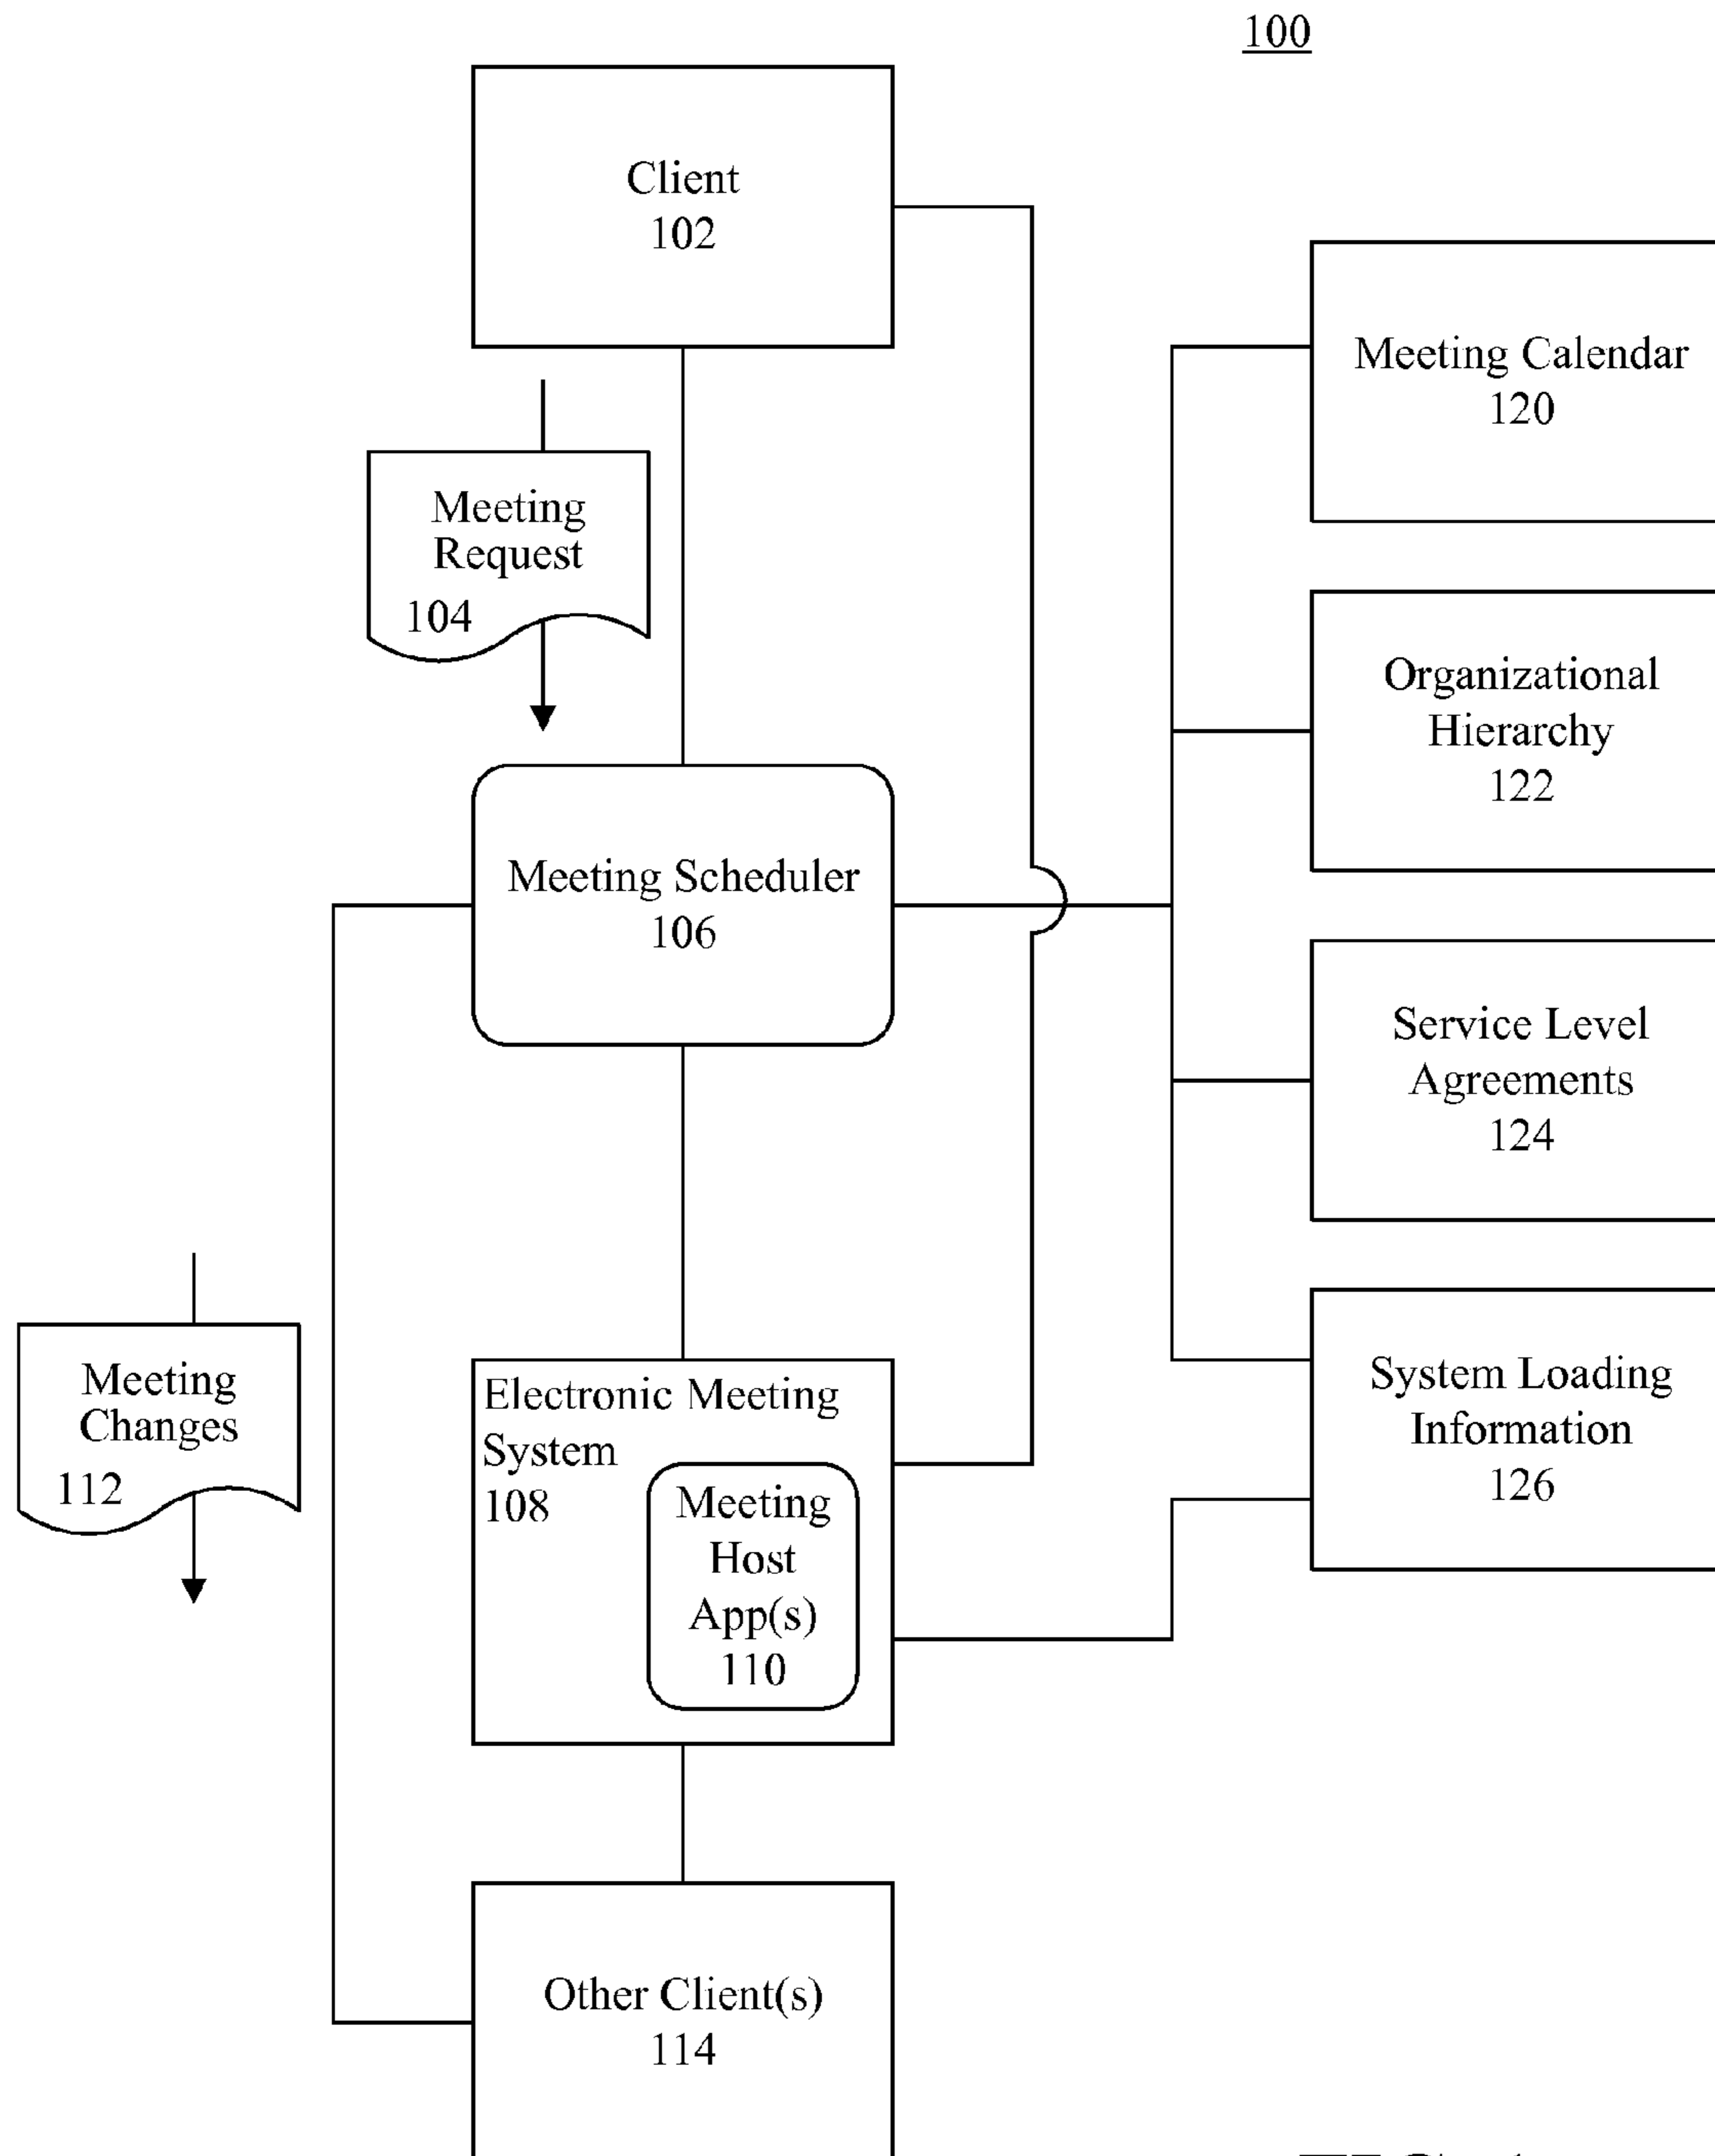 100
Client
102
Meeting Calendar
120
Meeting
Request
104
Organizational
Hierarchy
122
Meeting Scheduler
106
Service Level
Agreements
124
Meeting
Changes
112
Electronic Meeting
System
108
Meeting
Host
App(s)
110
System Loading
Information
126
Other Client(s)
114